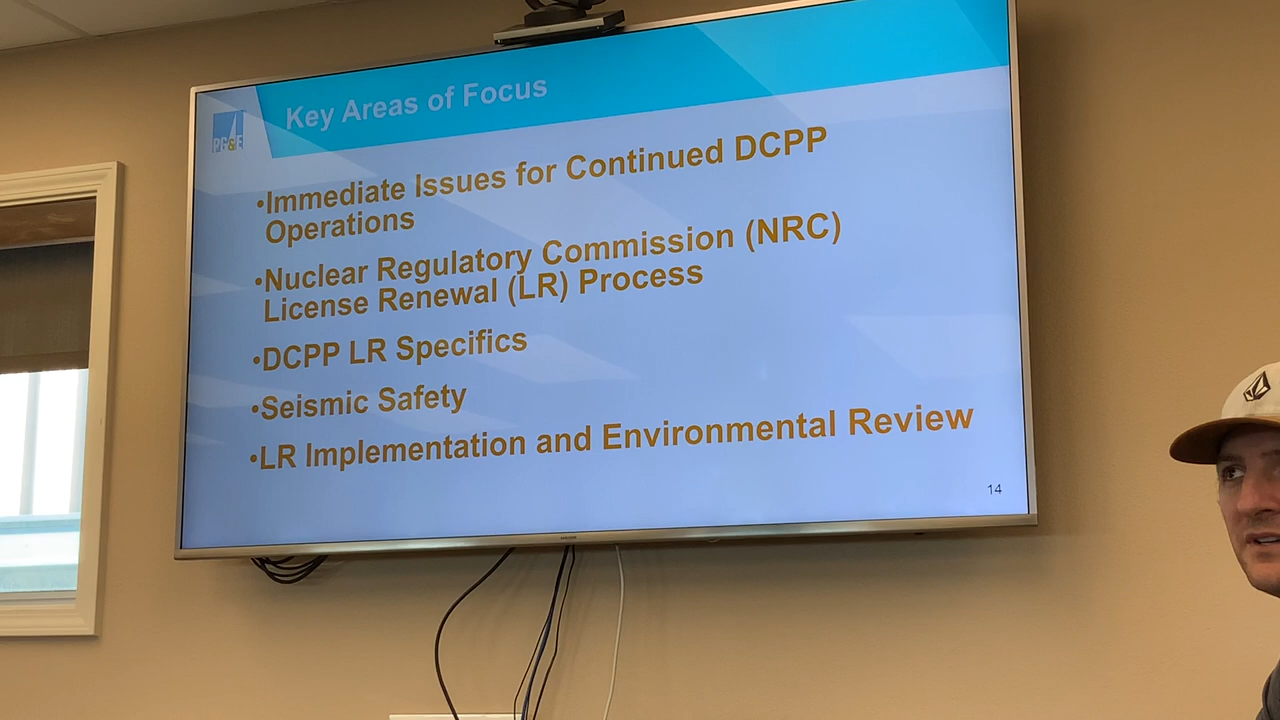 Key Areas of Focus
PG&E
•Immediate Issues for Continued DCPP
Operations
•Nuclear Regulatory Commission (NRC)
License Renewal (LR) Process
•DCPP LR Specifics
•Seismic Safety
•LR Implementation and Environmental Review
14
SAMSUNG